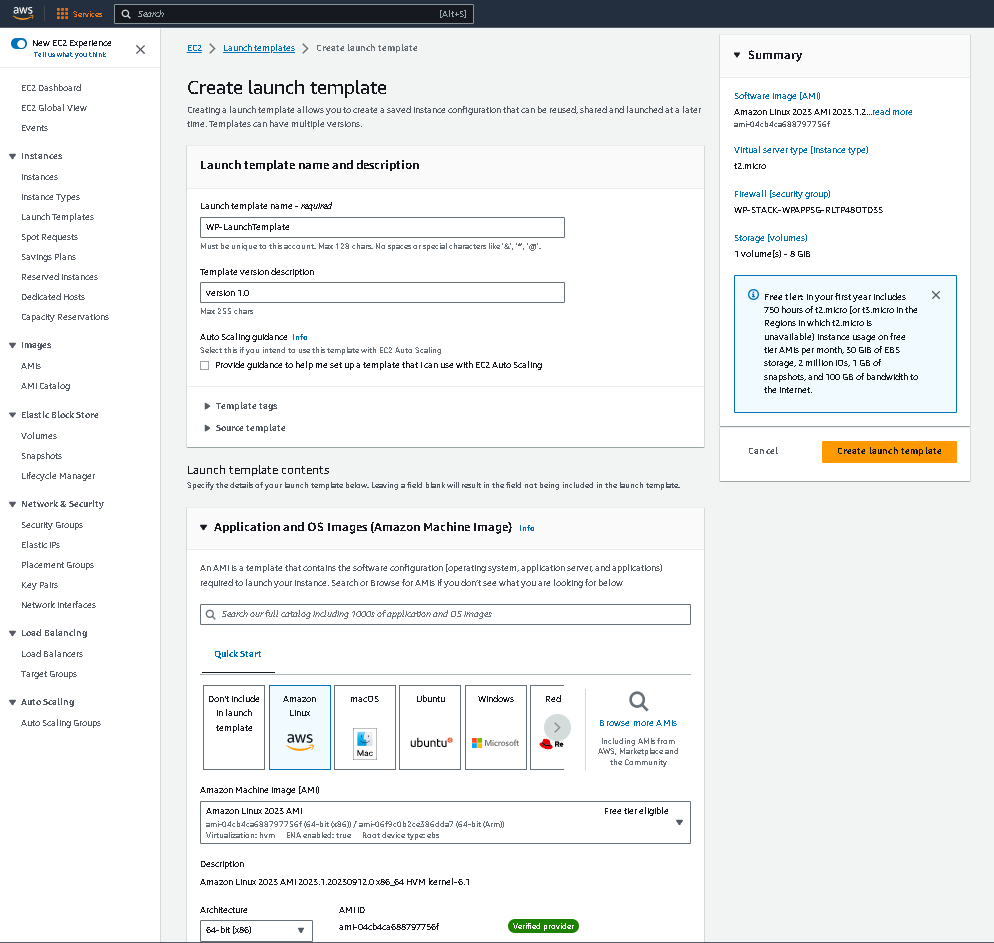 aws
Services
Search
[Alt+S]
New EC2 Experience
Tell us what you think
EC2 Dashboard
EC2 Global View
Events
Instances
Instances
Instance Types
Launch Templates
Spot Requests
Savings Plans
Reserved Instances
Dedicated Hosts
Capacity Reservations
Images
AMIs
AMI Catalog
Elastic Block Store
Volumes
Snapshots
Lifecycle Manager
Network & Security
Security Groups
Elastic IPs
Placement Groups
Key Pairs
Network Interfaces
Load Balancing
Load Balancers
Target Groups
Auto Scaling
Auto Scaling Groups
EC2
Launch templates
Create launch template
Create launch template
Creating a launch template allows you to create a saved instance configuration that can be reused, shared and launched at a later
time. Templates can have multiple versions.
Launch template name and description
Launch template name - required
WP-LaunchTemplate
Must be unique to this account. Max 128 chars. No spaces or special characters like '&', '*', '@'.
Template version description
version 1.0
Max 255 chars
Auto Scaling guidance Info
Select this if you intend to use this template with EC2 Auto Scaling
Provide guidance to help me set up a template that I can use with EC2 Auto Scaling
Template tags
Source template
Launch template contents
Specify the details of your launch template below. Leaving a field blank will result in the field not being included in the launch template.
Application and OS Images (Amazon Machine Image) Info
An AMI is a template that contains the software configuration (operating system, application server, and applications)
required to launch your instance. Search or Browse for AMIs if you don't see what you are looking for below
Search our full catalog including 1000s of application and OS images
Quick Start
Don't include
in launch
template
Amazon
Linux
aws
macOS
Mac
Ubuntu
ubuntu
Windows
Microsoft
Red
Re
Browse more AMIs
Including AMIs from
AWS, Marketplace and
the Community
Amazon Machine Image (AMI)
Amazon Linux 2023 AMI
Free tier eligible
ami-04cb4ca688797756f (64-bit (x86)) / ami-06f9c0b2ce386dda7 (64-bit (Arm))
Virtualization: hvm ENA enabled: true Root device type: ebs
Description
Amazon Linux 2023 AMI 2023.1.20230912.0 x86_64 HVM kernel-6.1
Architecture
AMI ID
64-bit (x86)
ami-04cb4ca688797756f
Verified provider
Summary
Software Image (AMI)
Amazon Linux 2023 AMI 2023.1.2...read more
ami-04cb4ca688797756f
Virtual server type (instance type)
t2.micro
Firewall (security group)
WP-STACK-WPAPPSG-RLTP48OTD3S
Storage (volumes)
1 volume(s) - 8 GiB
Free tier: In your first year includes
750 hours of t2.micro (or t3.micro in the
Regions in which t2.micro is
unavailable) instance usage on free
tier AMIs per month, 30 GiB of EBS
storage, 2 million IOs, 1 GB of
snapshots, and 100 GB of bandwidth to
the internet.
Cancel
Create launch template